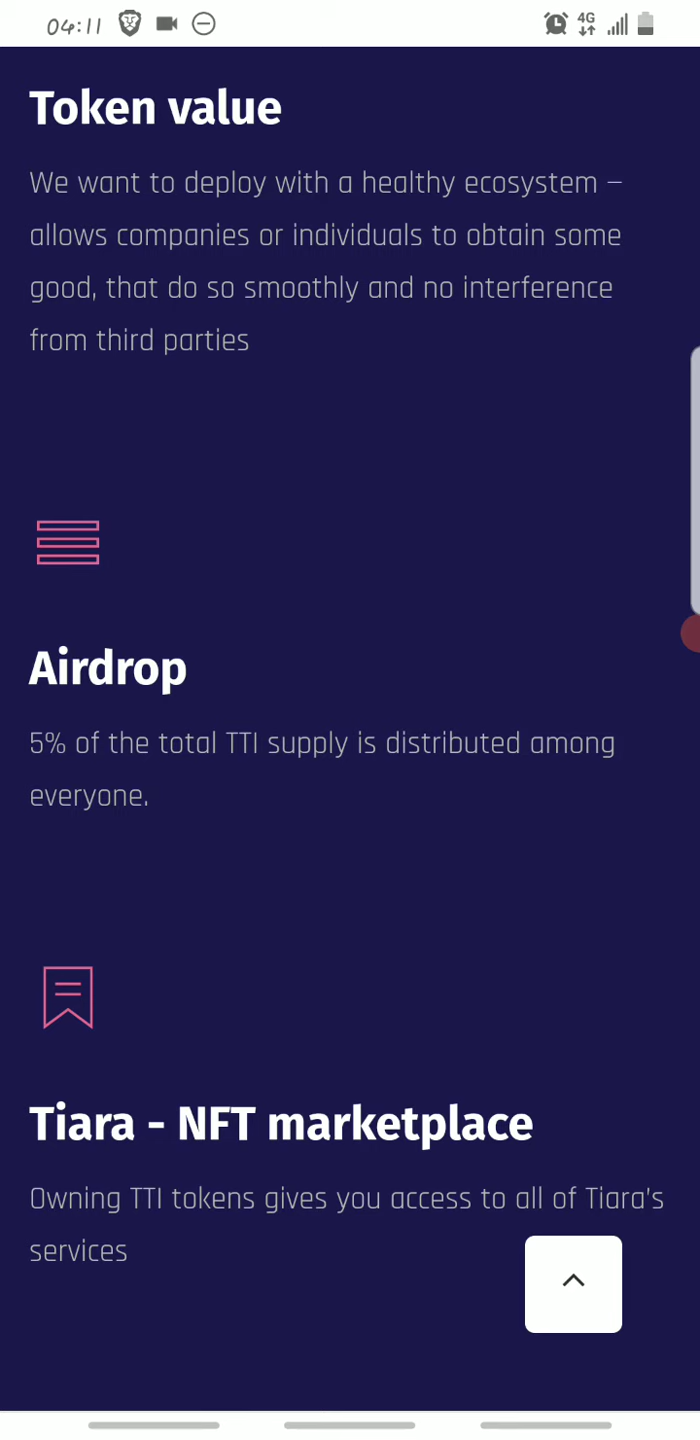 04:11
4G
Token value
We want to deploy with a healthy ecosystem –
allows companies or individuals to obtain some
good, that do so smoothly and no interference
from third parties
Airdrop
5% of the total TTI supply is distributed among
everyone.
Tiara - NFT marketplace
Owning TTI tokens gives you access to all of Tiara's
services